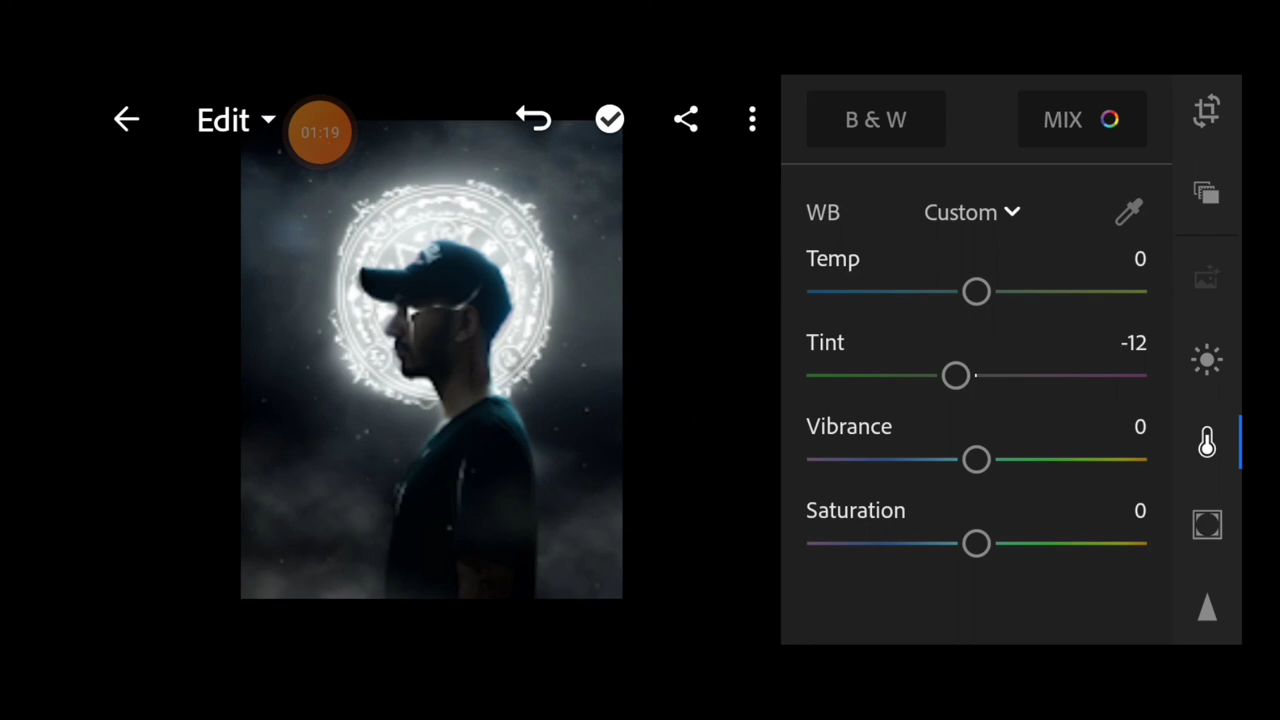 Edit
01:19
B & W
MIX
WB
Custom
Temp
0
Tint
-12
Vibrance
0
Saturation
0